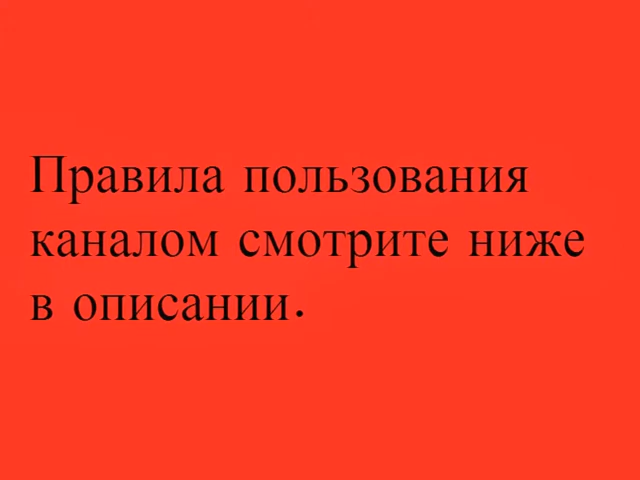 Правила пользования
каналом смотрите ниже
в описании.